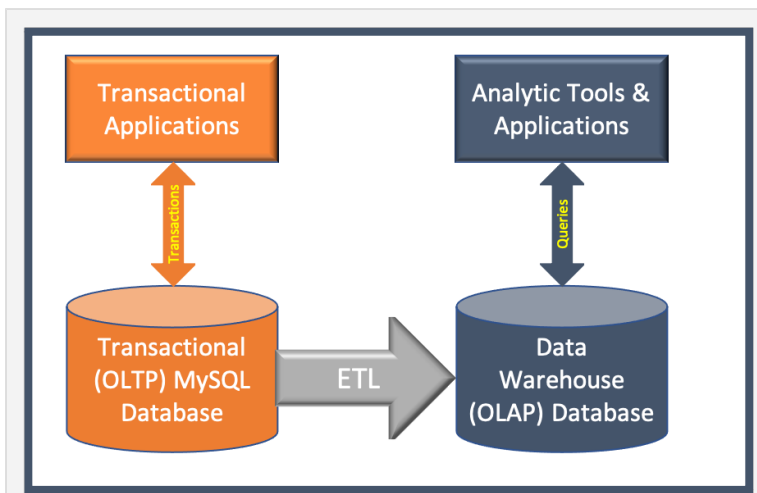 Transactional
Applications
Analytic Tools &
Applications
Transactions
Queries
Transactional
(OLTP) MySQL
Database
ETL
Data
Warehouse
(OLAP) Database